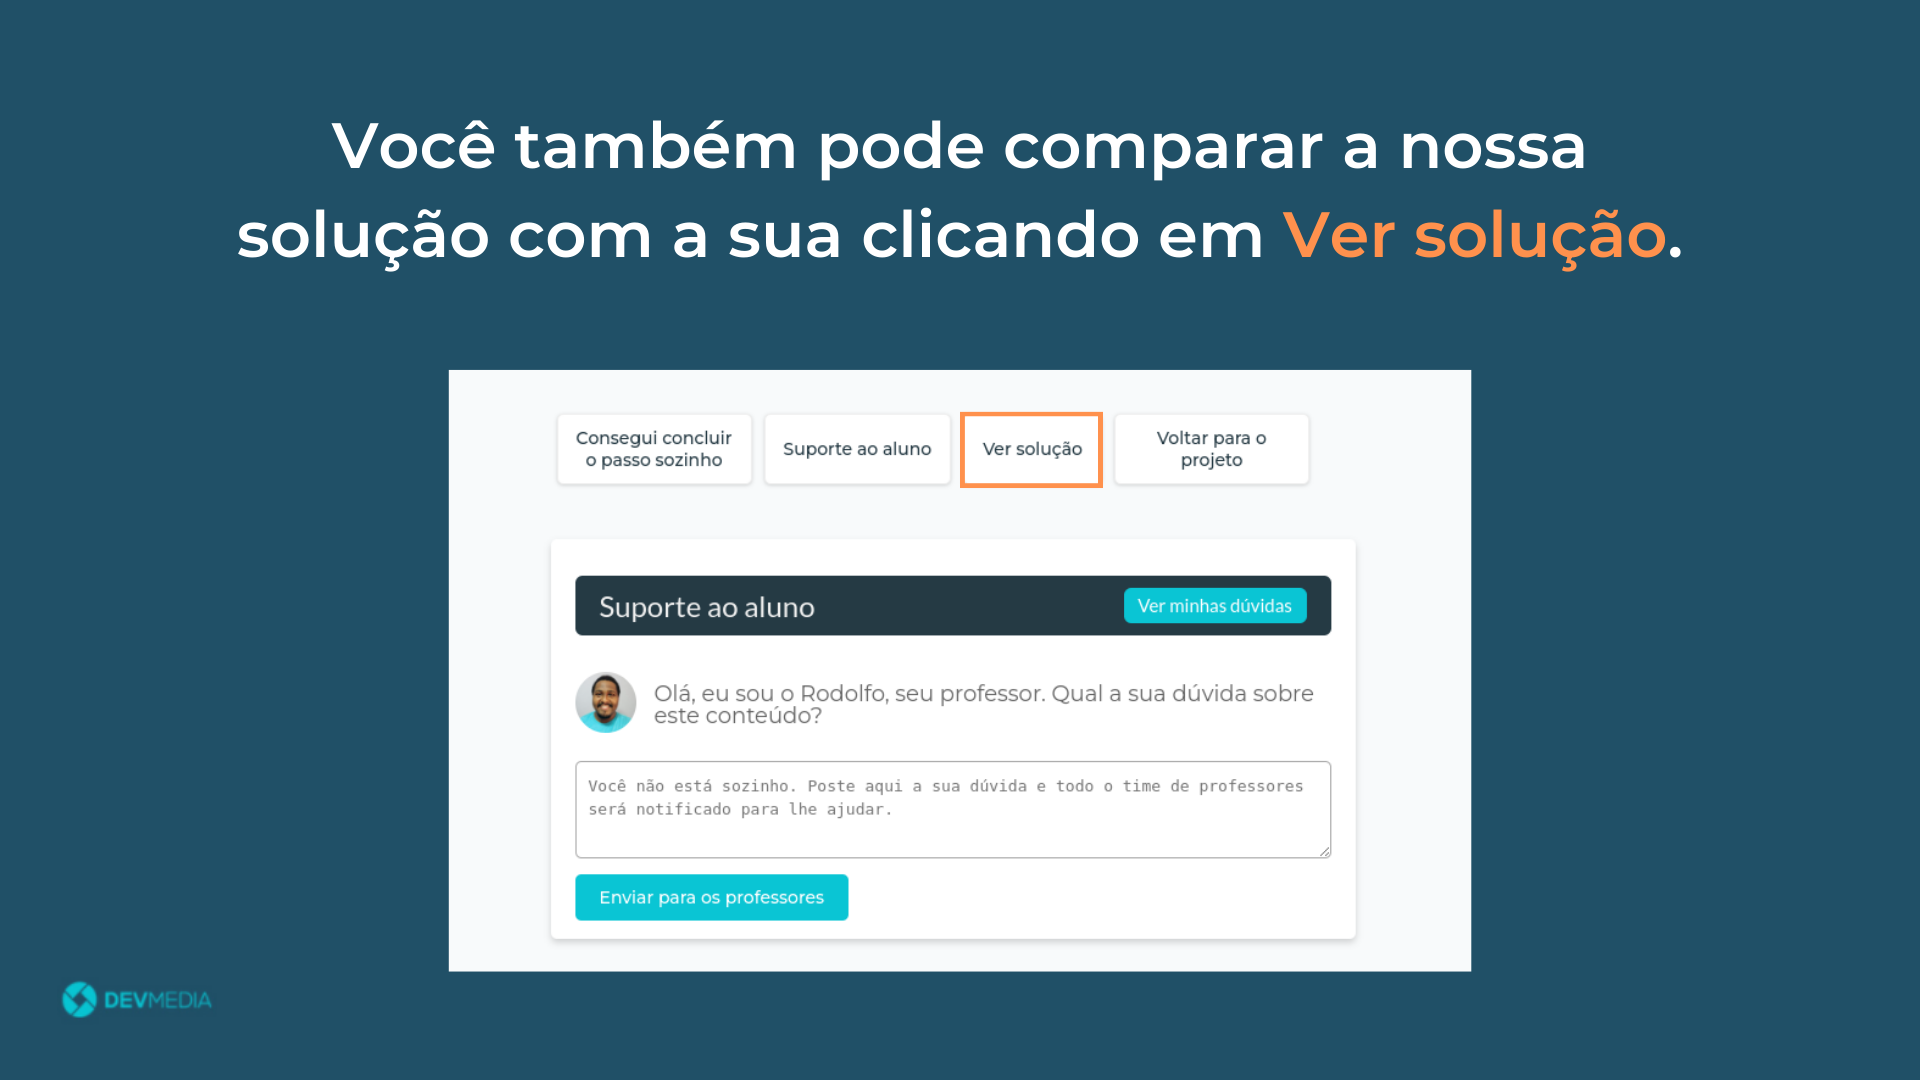 Você também pode comparar a nossa
solução com a sua clicando em Ver solução.
Consegui concluir
o passo sozinho
Suporte ao aluno
Ver solução
Voltar para o
projeto
Suporte ao aluno
Ver minhas dúvidas
Olá, eu sou o Rodolfo, seu professor. Qual a sua dúvida sobre
este conteúdo?
Você não está sozinho. Poste aqui a sua dúvida e todo o time de professores
será notificado para lhe ajudar.
Enviar para os professores
DEVMEDIA